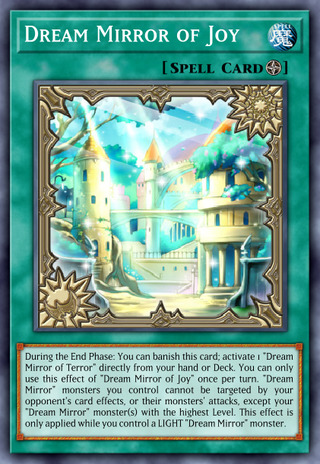 DREAM MIRROR OF JOY
魔
[SPELL CARD]
During the End Phase: You can banish this card; activate 1 "Dream
Mirror of Terror" directly from your hand or Deck. You can only
use this effect of "Dream Mirror of Joy" once per turn. "Dream
Mirror" monsters you control cannot be targeted by your
opponent's card effects, or their monsters' attacks, except your
"Dream Mirror" monster(s) with the highest Level. This effect is
only applied while you control a LIGHT "Dream Mirror" monster.